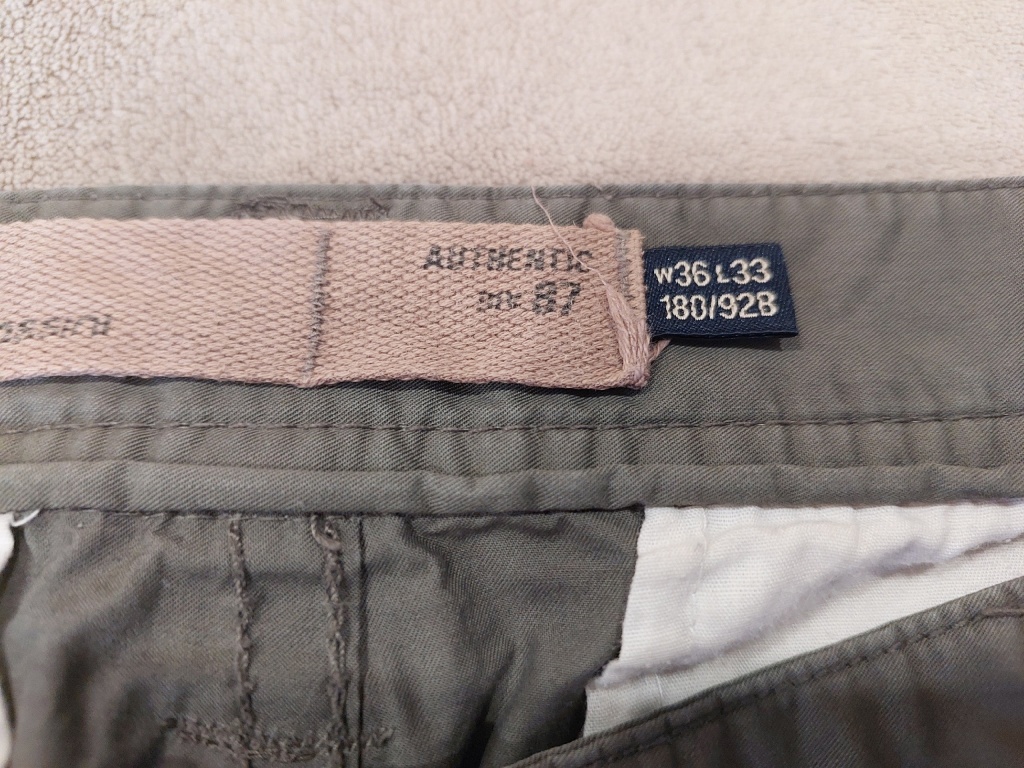 AUTHENTIC
87
W36 L33
180/92B